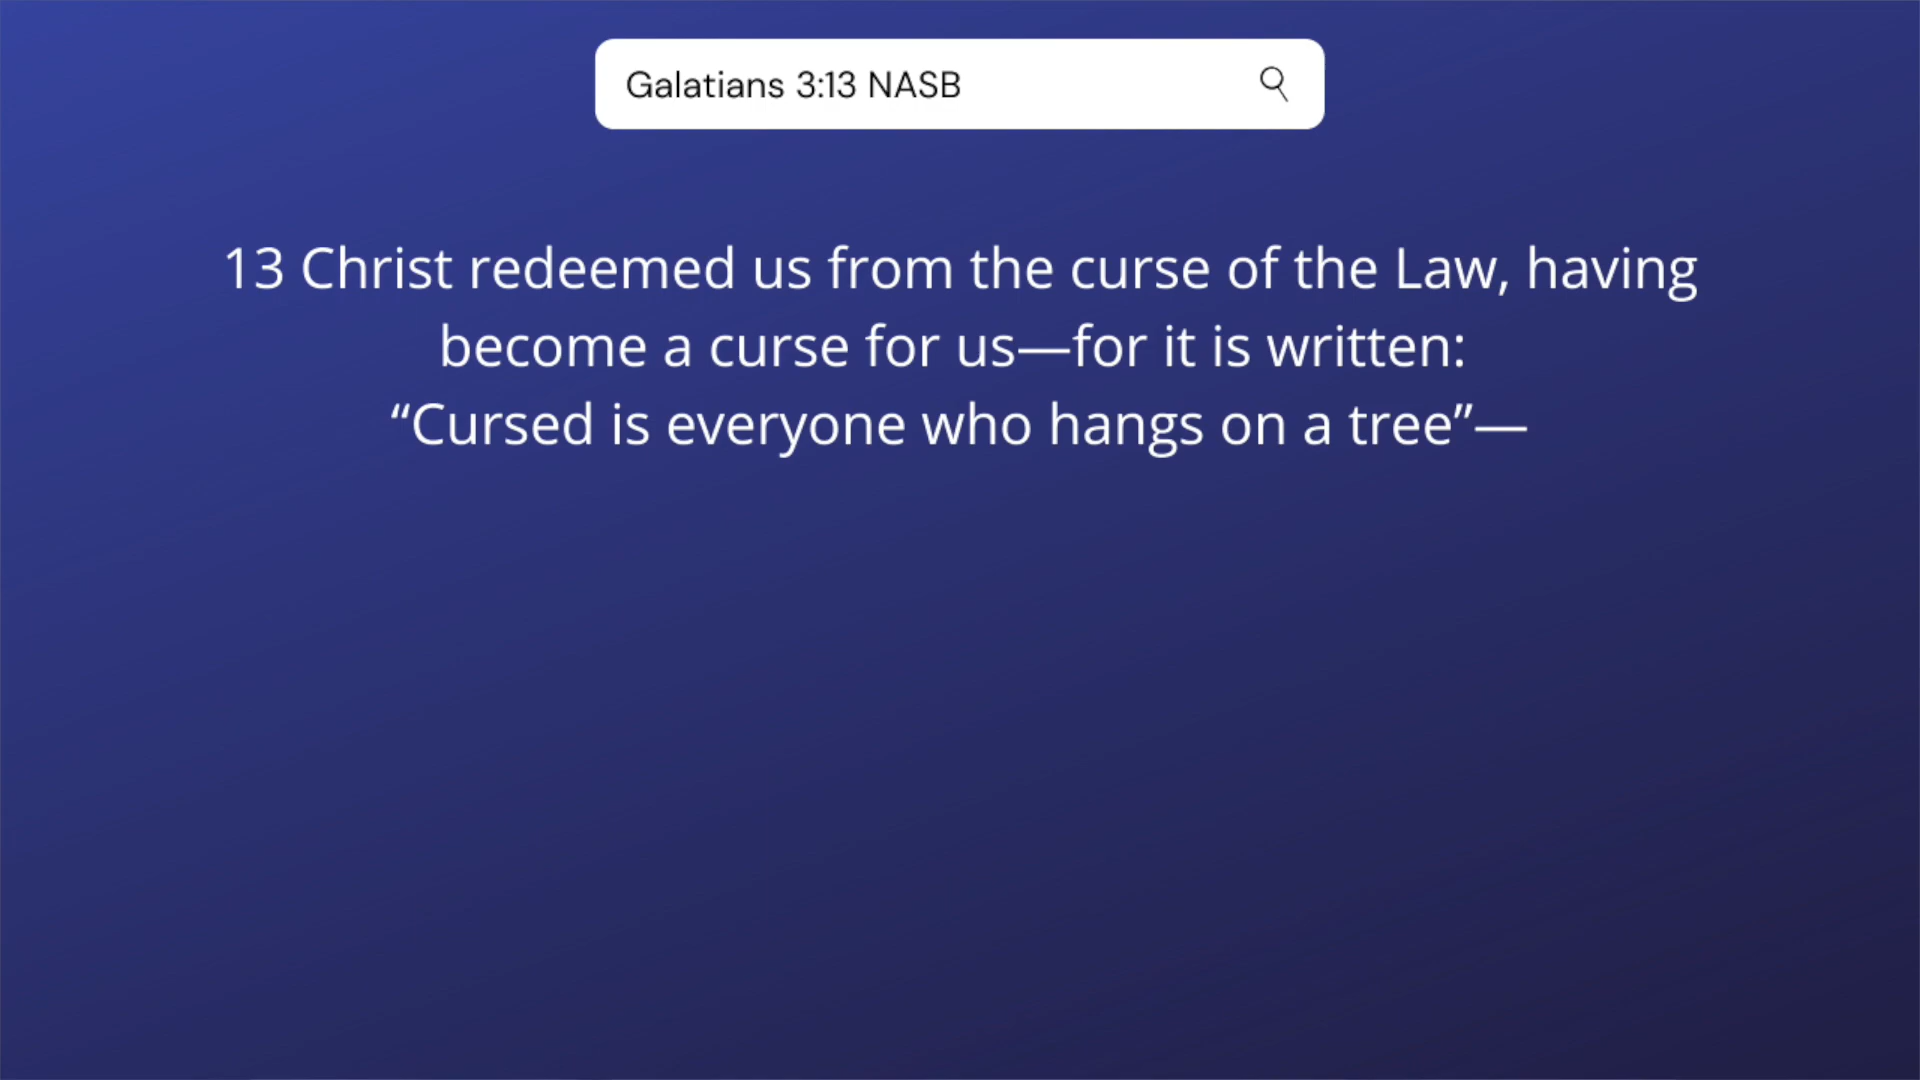 Galatians 3:13 NASB
13 Christ redeemed us from the curse of the Law, having
become a curse for us—for it is written:
“Cursed is everyone who hangs on a tree”—